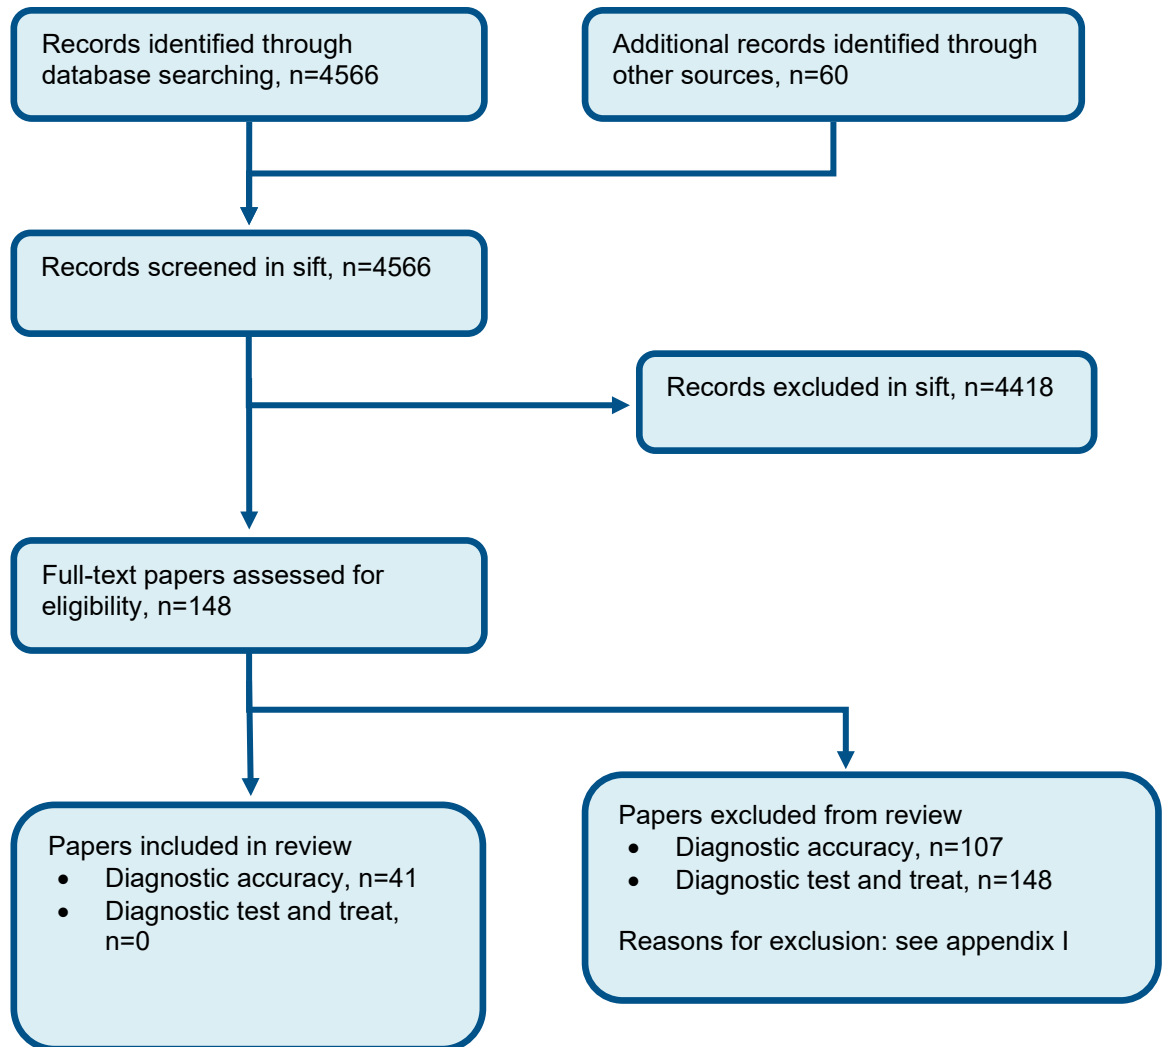 Records identified through
database searching, n=4566
Additional records identified through
other sources, n=60
Records screened in sift, n=4566
Records excluded in sift, n=4418
Full-text papers assessed for
eligibility, n=148
Papers included in review
• Diagnostic accuracy, n=41
• Diagnostic test and treat,
n=0
Papers excluded from review
• Diagnostic accuracy, n=107
• Diagnostic test and treat, n=148
Reasons for exclusion: see appendix I